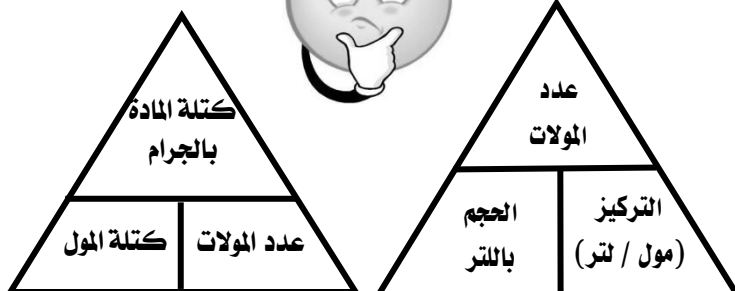 عدد
المولات
التركيز
(مول / لتر)
الحجم
باللتر
كتلة المادة
بالجرام
عدد المولات
كتلة المول